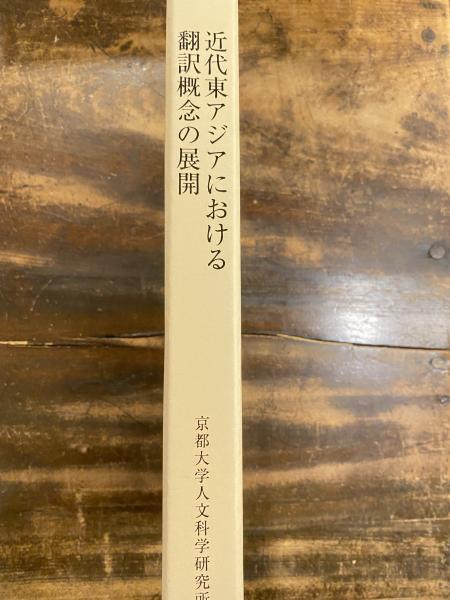 近代東アジアにおける
翻訳概念の展開
京都大学人文科学研究所